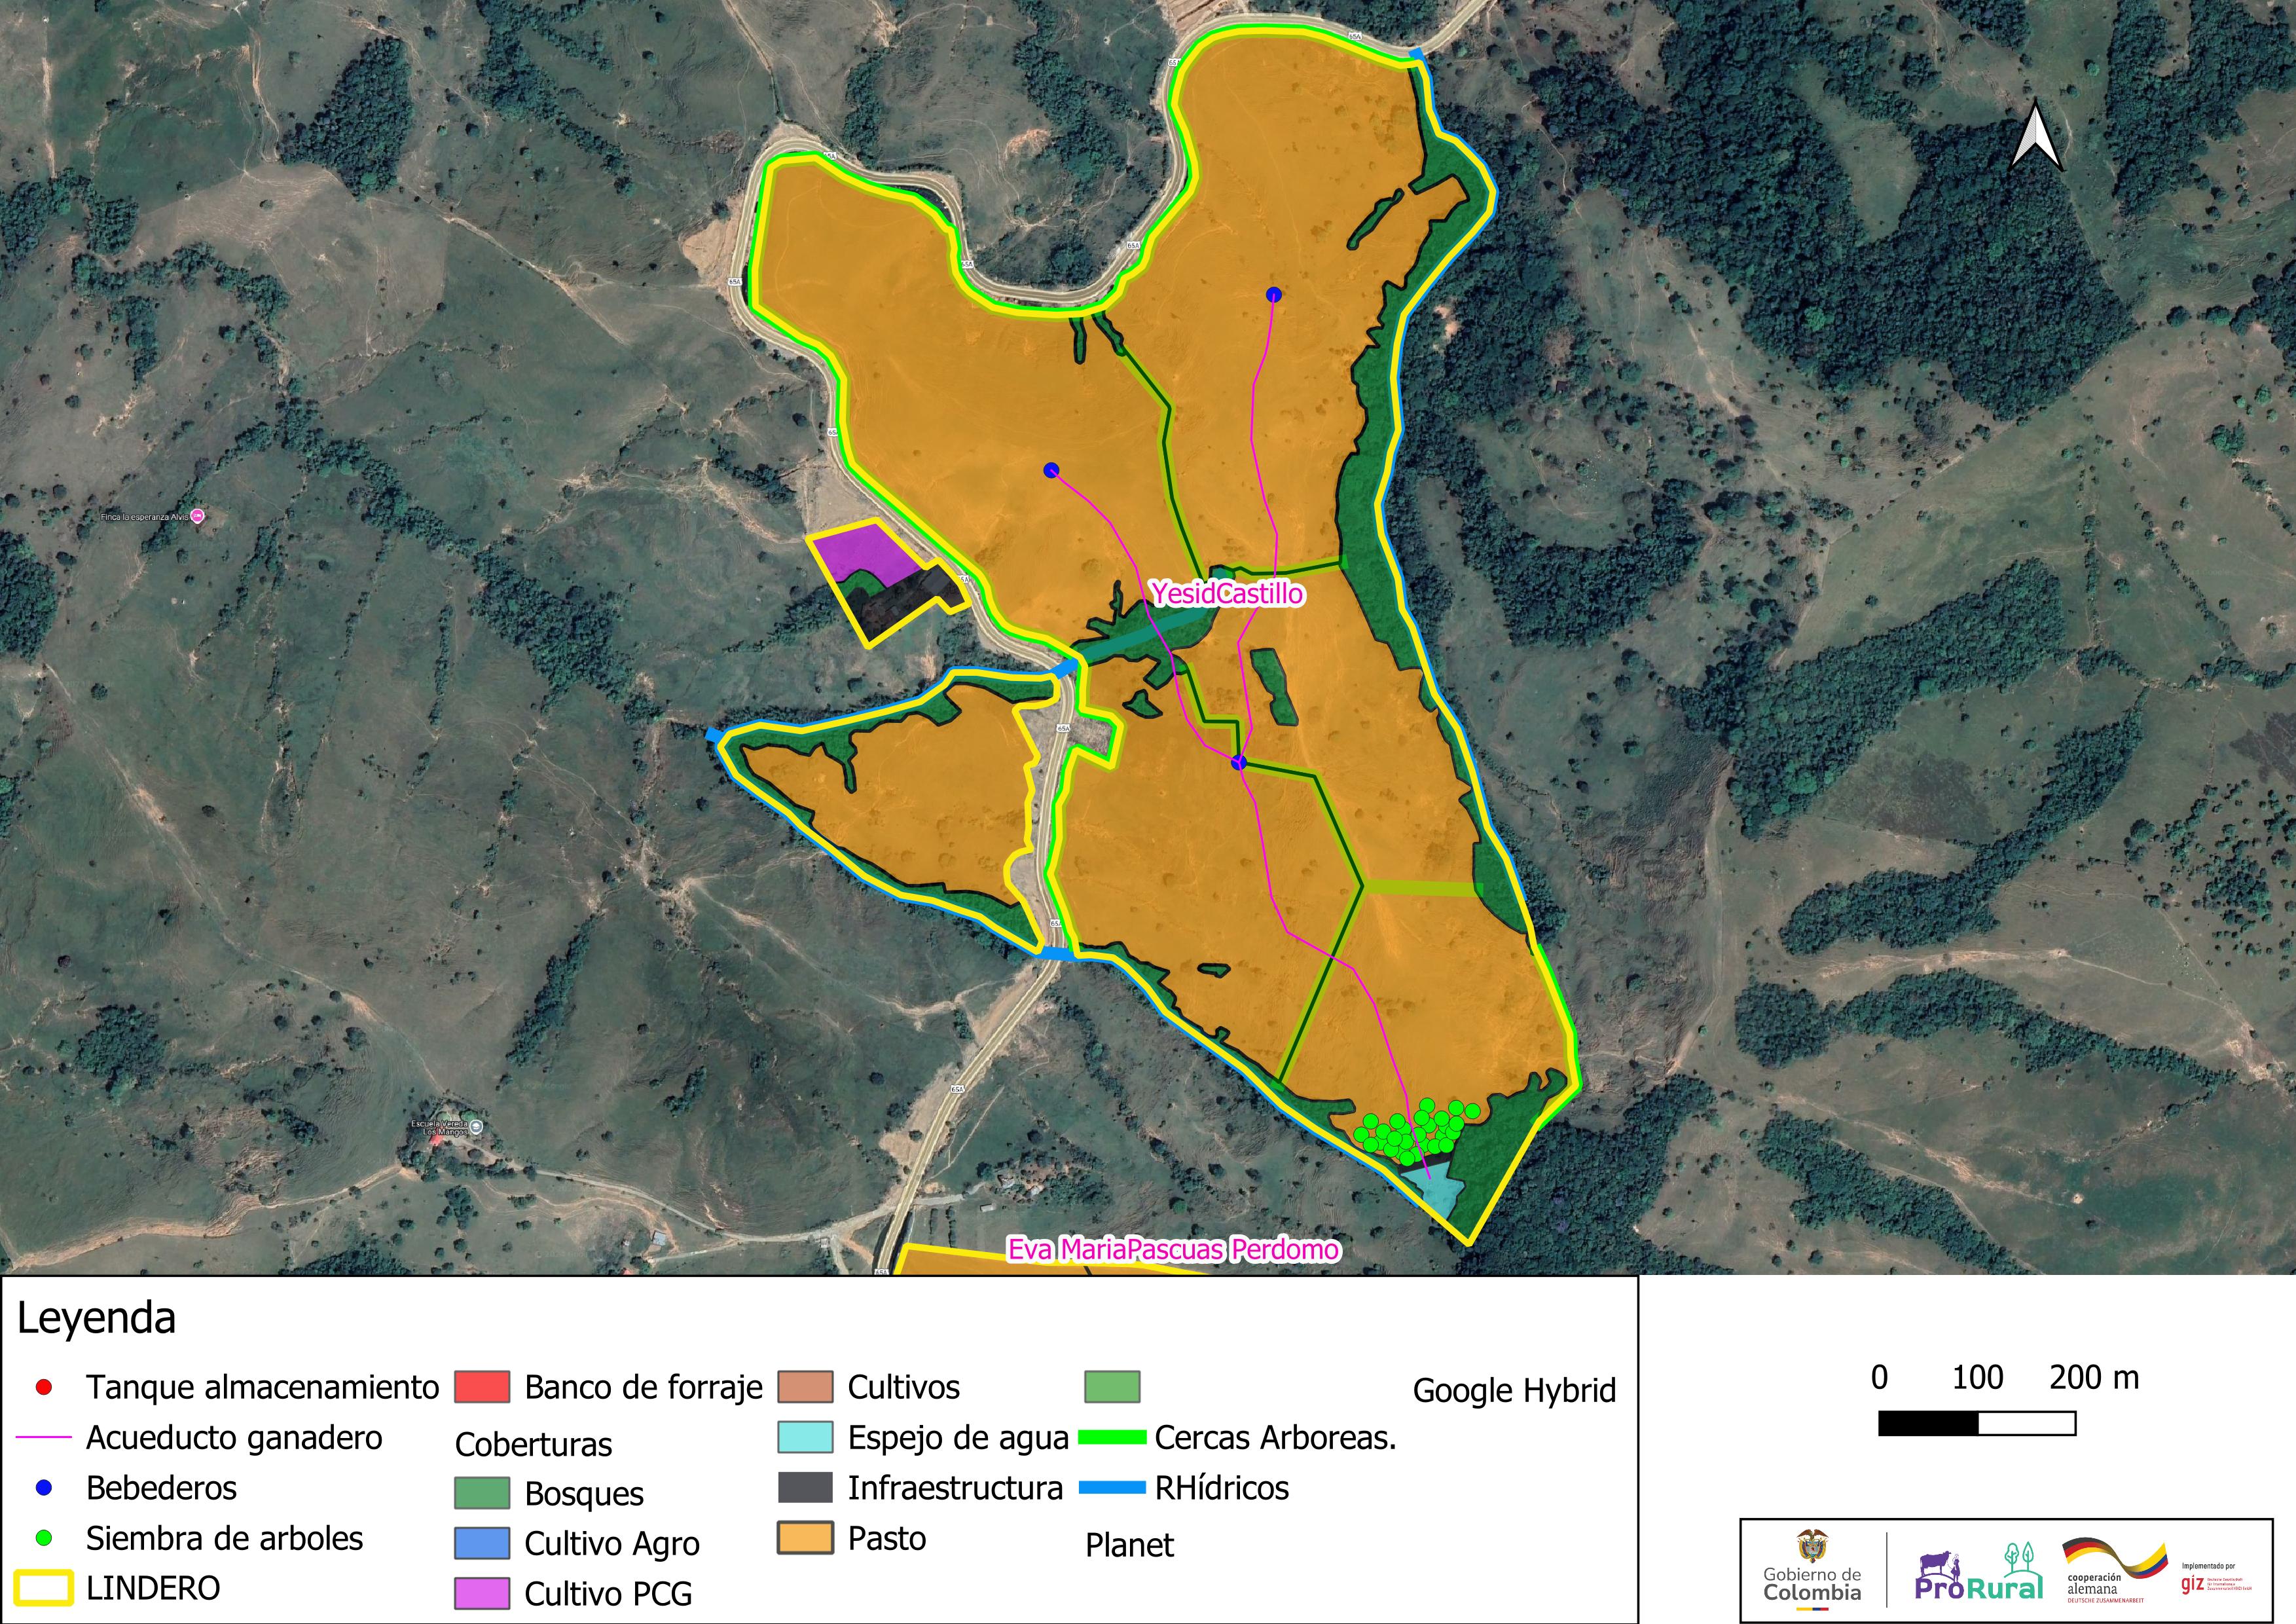 65A
65A
65A
65A
65A
65A
65A
Finca la esperanza Alvis
YesidCastillo
65A
65A
65A
Escuela Vereda
Los Mangos
Eva MariaPascuas Perdomo
Leyenda
Tanque almacenamiento
Acueducto ganadero
Bebederos
Siembra de arboles
LINDERO
Banco de forraje
Coberturas
Bosques
Cultivo Agro
Cultivo PCG
Cultivos
Espejo de agua
Infraestructura
Pasto
Cercas Arboreas.
RHídricos
Planet
Google Hybrid
0 100 200 m
Gobierno de
Colombia
ProRural
cooperación
alemana
DEUTSCHE ZUSAMMENARBEIT
Implementado por
giz